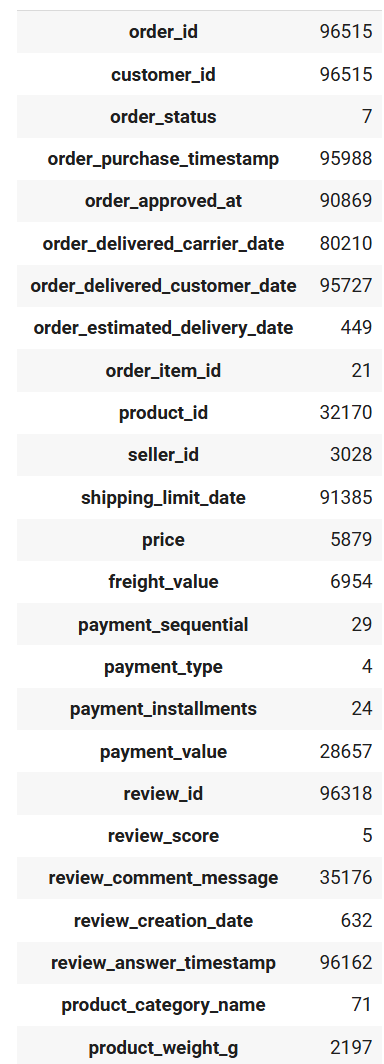 order_id 96515
customer_id 96515
order_status 7
order_purchase_timestamp 95988
order_approved_at 90869
order_delivered_carrier_date 80210
order_delivered_customer_date 95727
order_estimated_delivery_date 449
order_item_id 21
product_id 32170
seller_id 3028
shipping_limit_date 91385
price 5879
freight_value 6954
payment_sequential 29
payment_type 4
payment_installments 24
payment_value 28657
review_id 96318
review_score 5
review_comment_message 35176
review_creation_date 632
review_answer_timestamp 96162
product_category_name 71
product_weight_g 2197